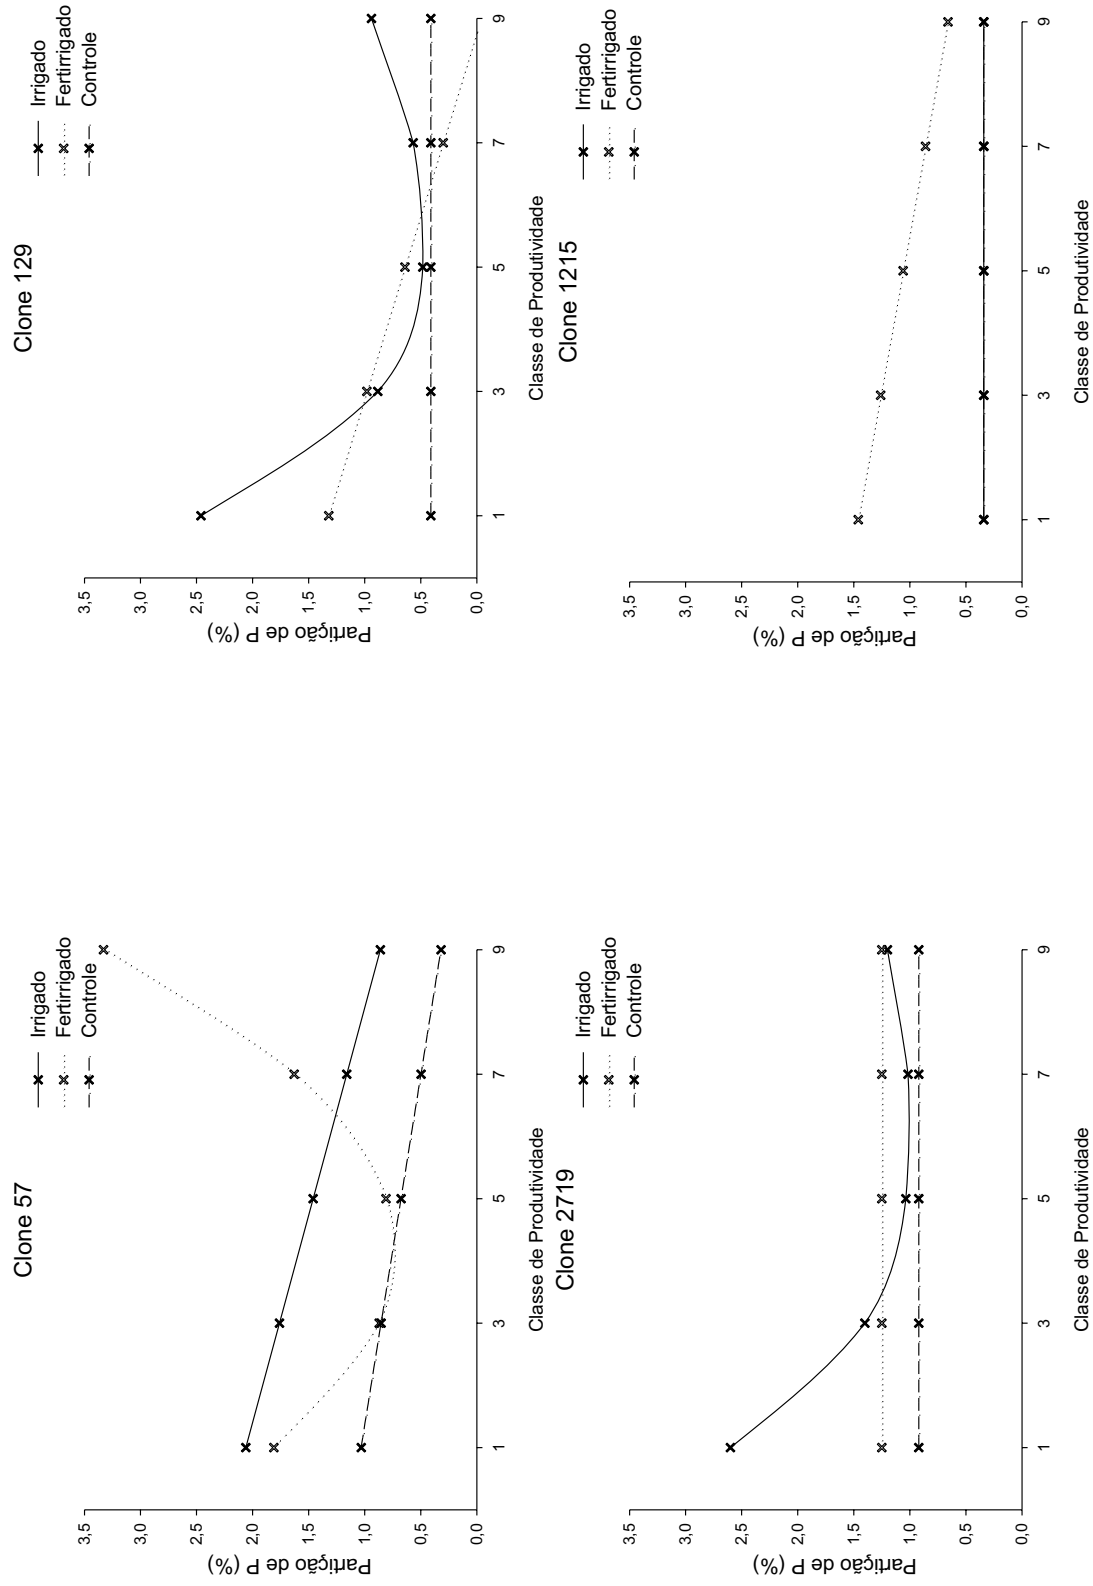 Clone 57
Irrigado
Fertirrigado
Controle
Partição de P (%)
3,5
3,0
2,5
2,0
1,5
1,0
0,5
0,0
1 3 5 7 9
Classe de Produtividade
Clone 129
Irrigado
Fertirrigado
Controle
Partição de P (%)
3,5
3,0
2,5
2,0
1,5
1,0
0,5
0,0
1 3 5 7 9
Classe de Produtividade
Clone 2719
Irrigado
Fertirrigado
Controle
Partição de P (%)
3,5
3,0
2,5
2,0
1,5
1,0
0,5
0,0
1 3 5 7 9
Classe de Produtividade
Clone 1215
Irrigado
Fertirrigado
Controle
Partição de P (%)
3,5
3,0
2,5
2,0
1,5
1,0
0,5
0,0
1 3 5 7 9
Classe de Produtividade